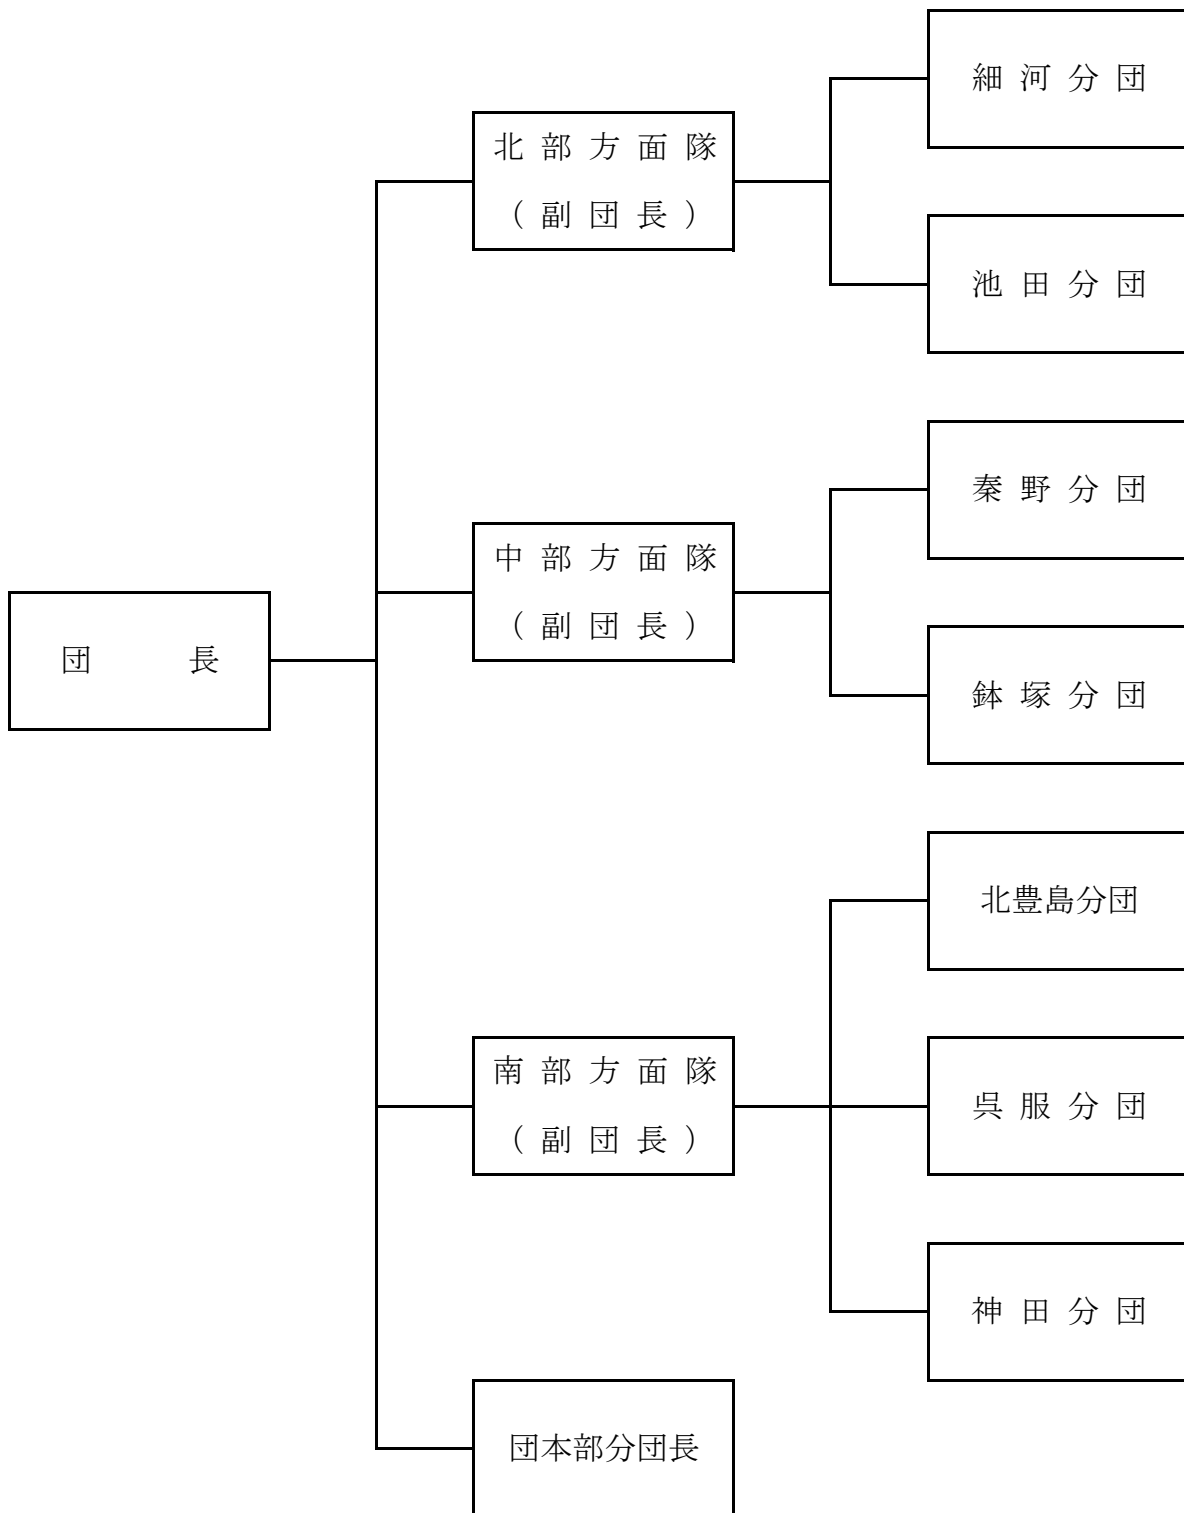 細河分団
北部方面隊
（副団長）
池田分団
秦野分団
中部方面隊
（副団長）
団長
鉢塚分団
北豊島分団
南部方面隊
（副団長）
呉服分団
神田分団
団本部分団長